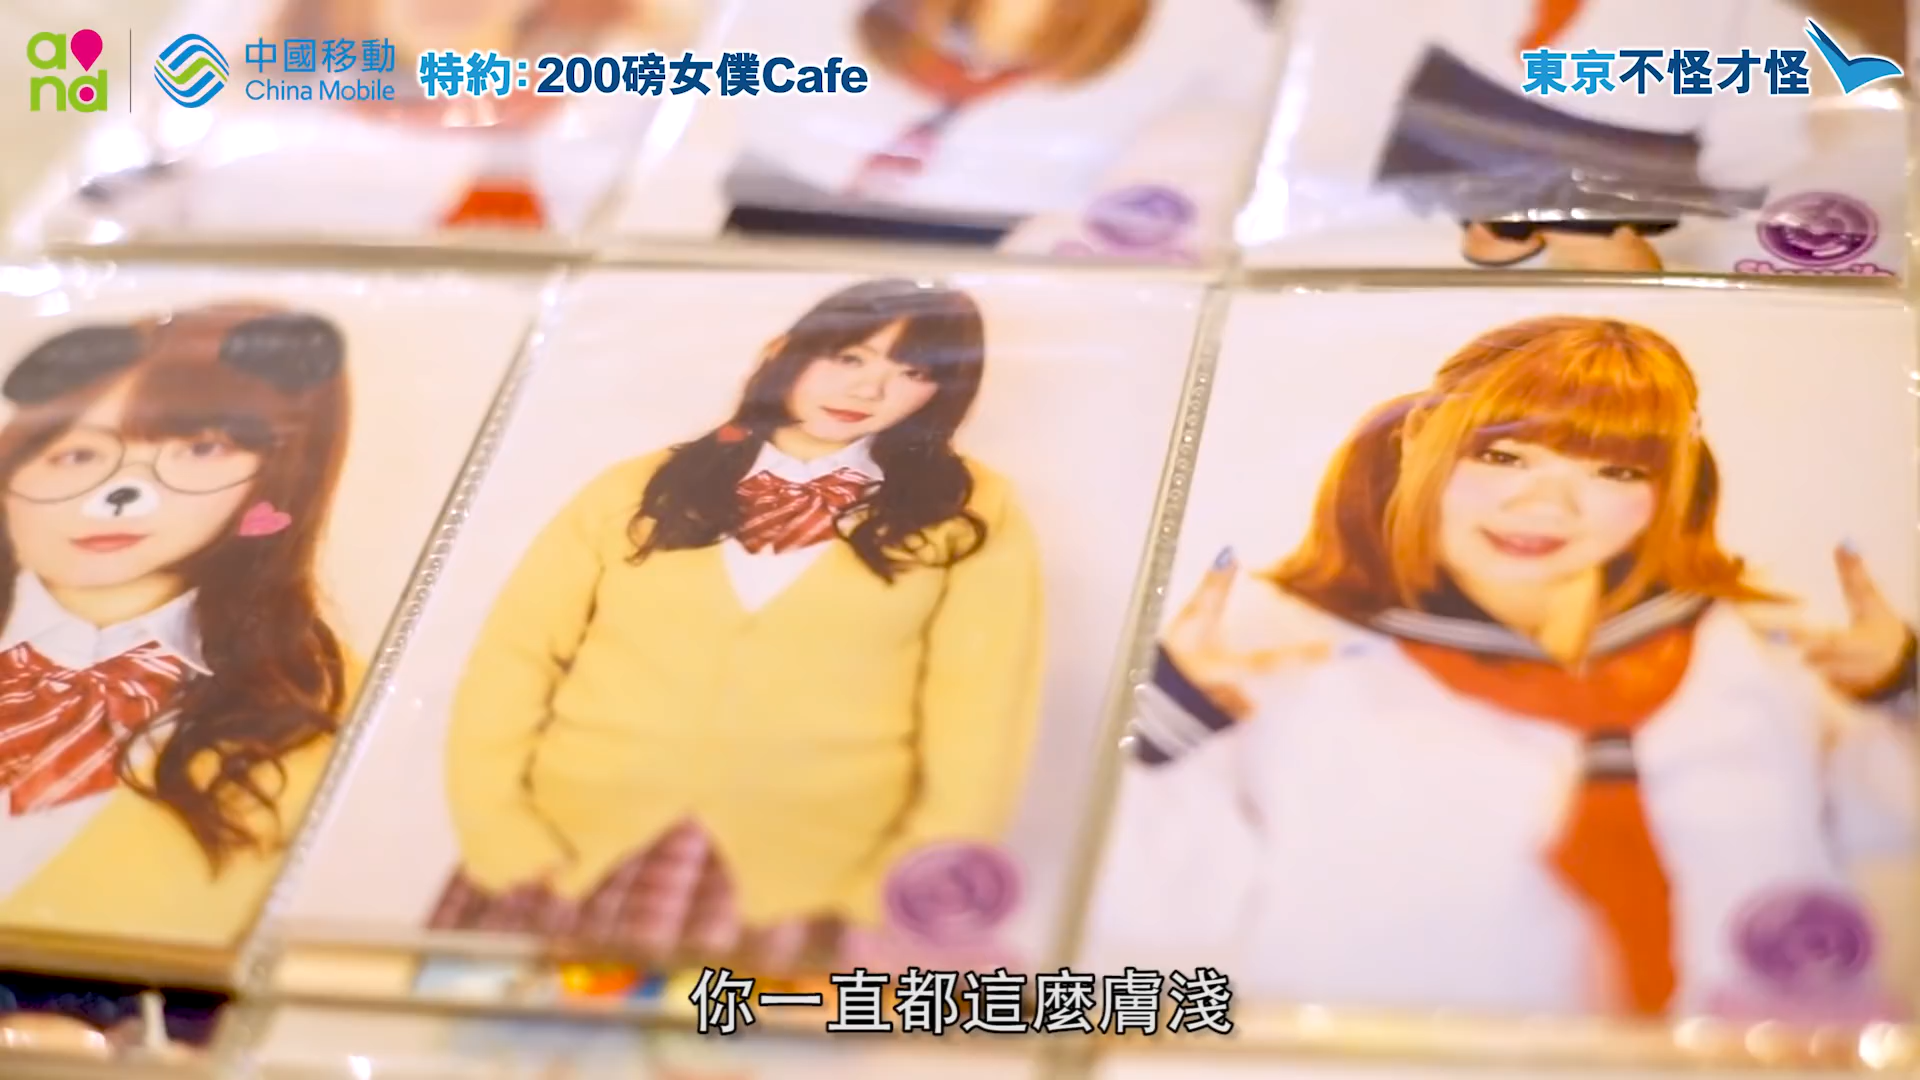 and
中國移動
China Mobile
特約：200磅女僕Cafe
東京不怪才怪
你一直都這麼膚淺